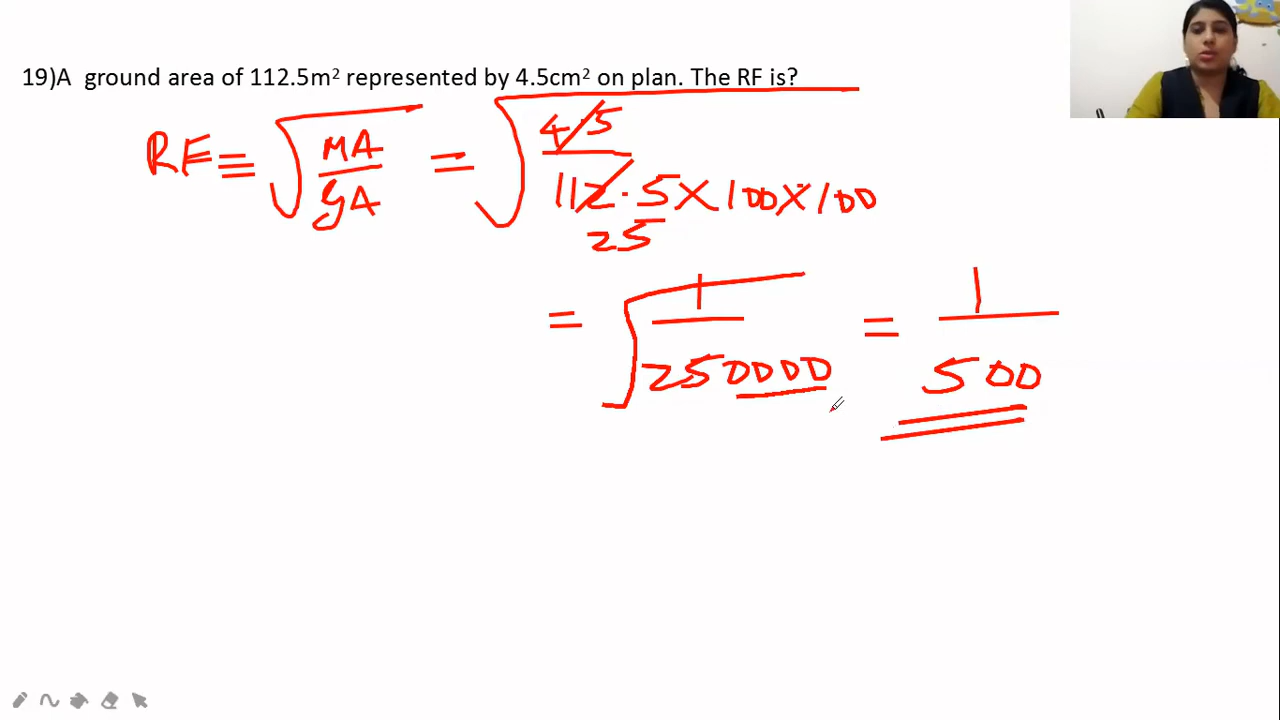 19)A ground area of 112.5m² represented by 4.5cm² on plan. The RF is?
RF = √(MA/GA) = √(4.5/112.5×100×100)
25
= √(1/250000) = 1/500